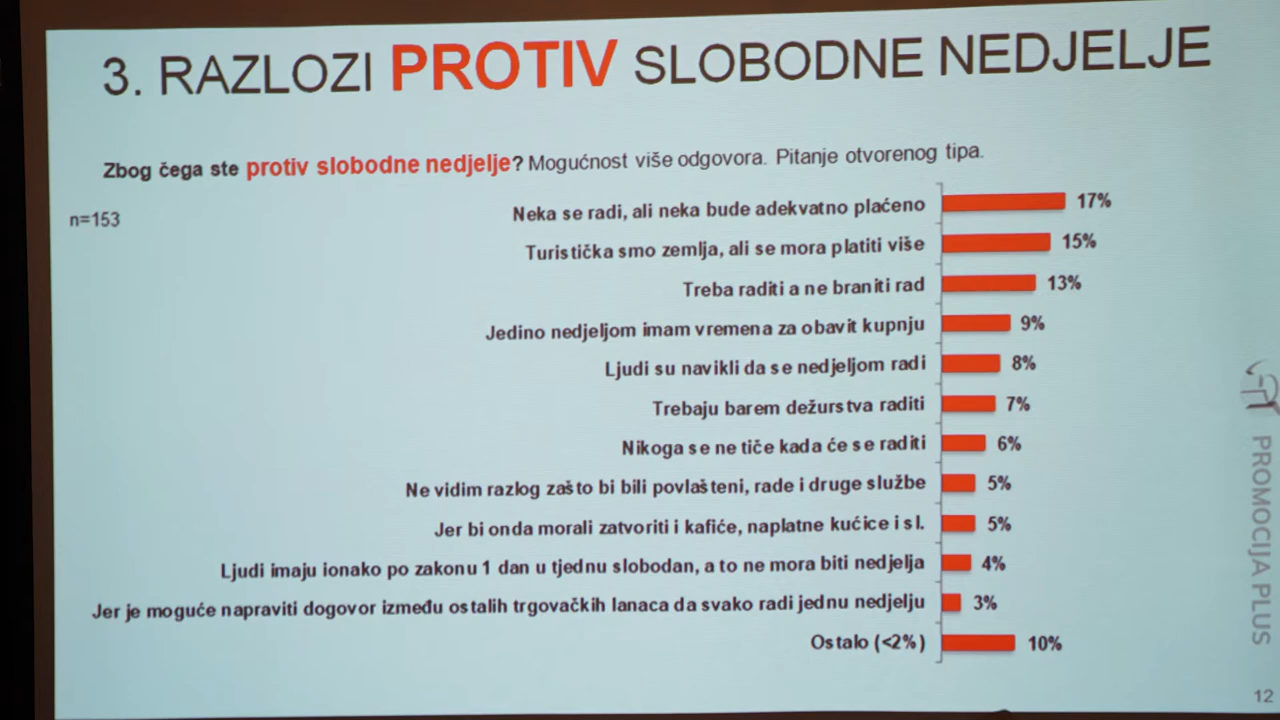 3. RAZLOZI PROTIV SLOBODNE NEDJELJE
Zbog čega ste protiv slobodne nedjelje? Mogućnost više odgovora. Pitanje otvorenog tipa.
n=153
Neka se radi, ali neka bude adekvatno plaćeno 17%
Turistička smo zemlja, ali se mora platiti više 15%
Treba raditi a ne braniti rad 13%
Jedino nedjeljom imam vremena za obavit kupnju 9%
Ljudi su navikli da se nedjeljom radi 8%
Trebaju barem dežurstva raditi 7%
Nikoga se ne tiče kada će se raditi 6%
Ne vidim razlog zašto bi bili povlašteni, rade i druge službe 5%
Jer bi onda morali zatvoriti i kafiće, naplatne kućice i sl. 5%
Ljudi imaju ionako po zakonu 1 dan u tjednu slobodan, a to ne mora biti nedjelja 4%
Jer je moguće napraviti dogovor između ostalih trgovačkih lanaca da svako radi jednu nedjelju 3%
Ostalo (<2%) 10%
PROMOCIJA PLUS
12